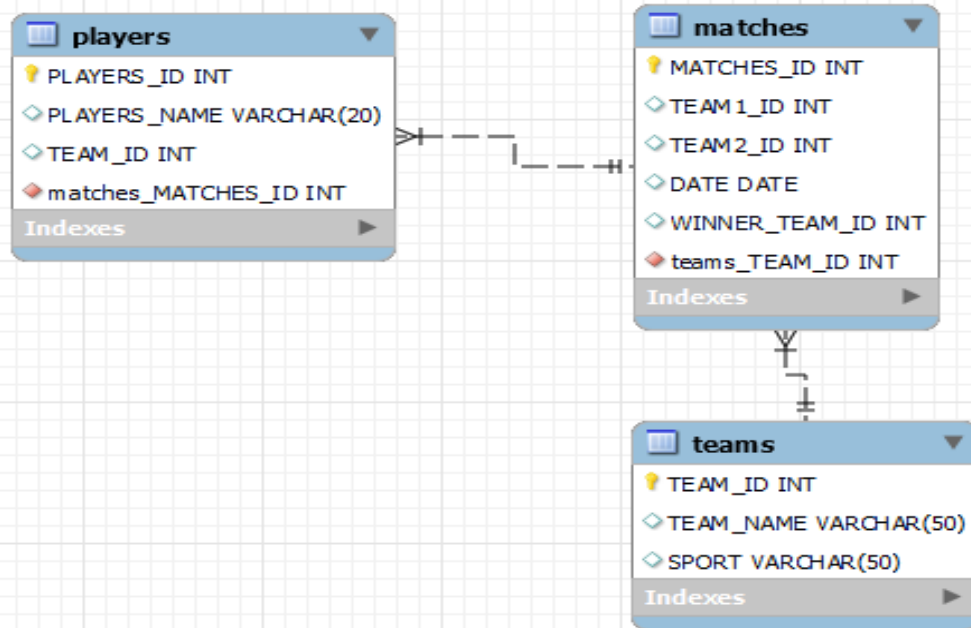 players
PLAYERS_ID INT
PLAYERS_NAME VARCHAR(20)
TEAM_ID INT
matches_MATCHES_ID INT
Indexes
matches
MATCHES_ID INT
TEAM1_ID INT
TEAM2_ID INT
DATE DATE
WINNER_TEAM_ID INT
teams_TEAM_ID INT
Indexes
teams
TEAM_ID INT
TEAM_NAME VARCHAR(50)
SPORT VARCHAR(50)
Indexes